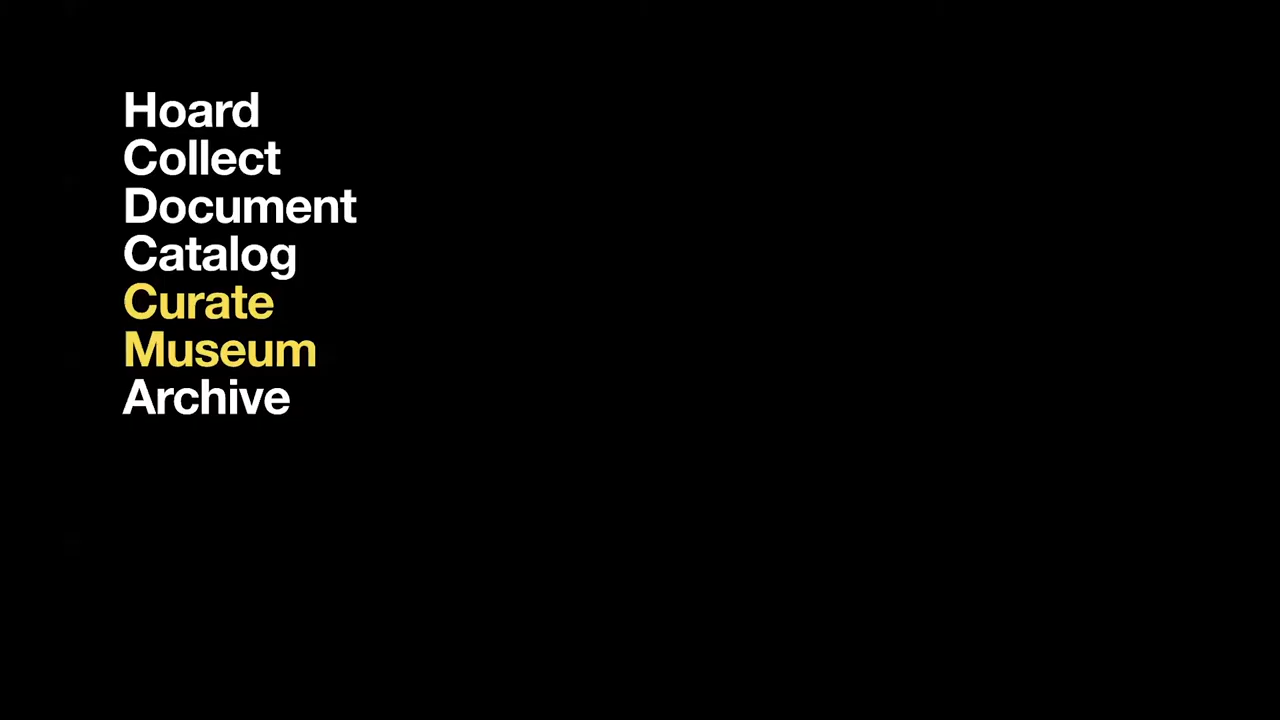 Hoard
Collect
Document
Catalog
Curate
Museum
Archive